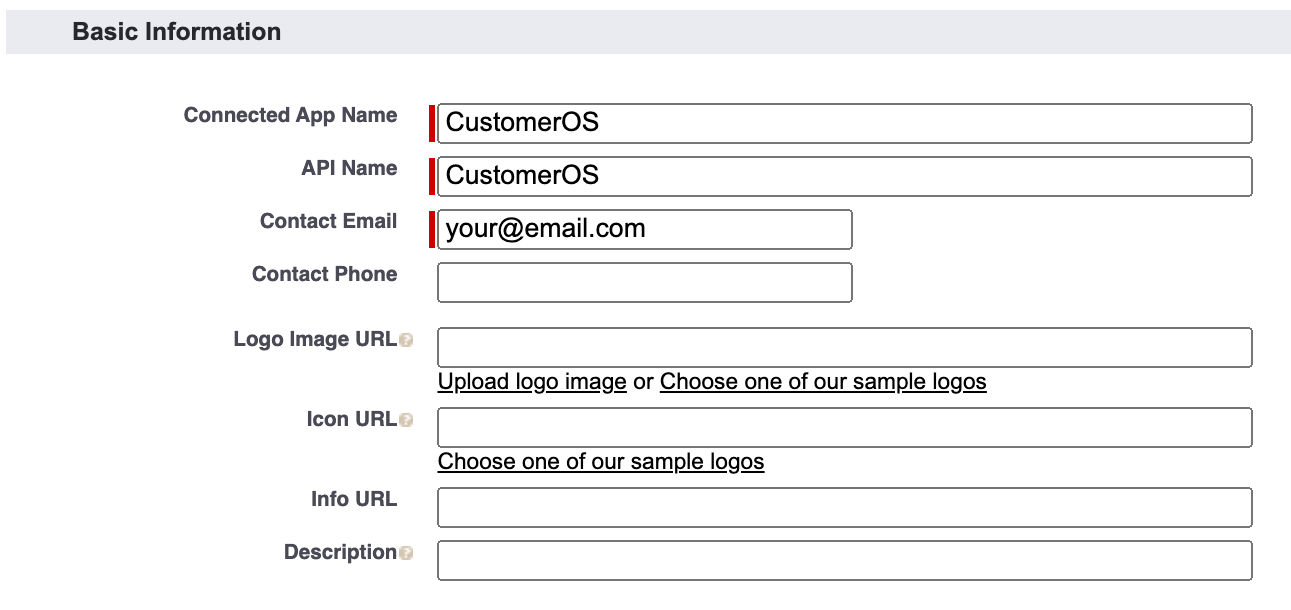 Basic Information
Connected App Name CustomerOS
API Name CustomerOS
Contact Email your@email.com
Contact Phone
Logo Image URL ?
Upload logo image or Choose one of our sample logos
Icon URL ?
Choose one of our sample logos
Info URL
Description ?